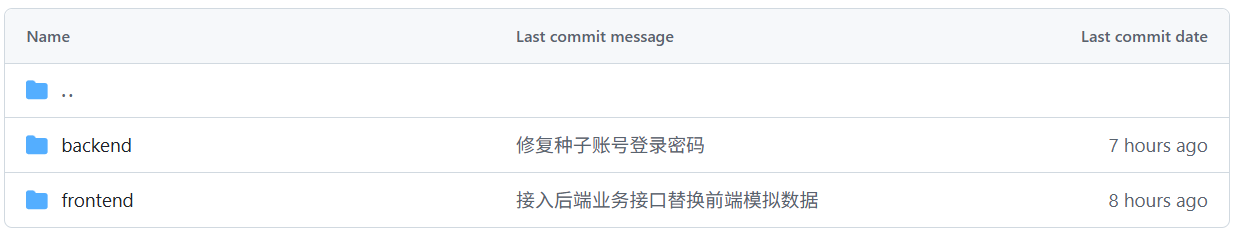 Name Last commit message Last commit date
..
backend 修复种子账号登录密码 7 hours ago
frontend 接入后端业务接口替换前端模拟数据 8 hours ago